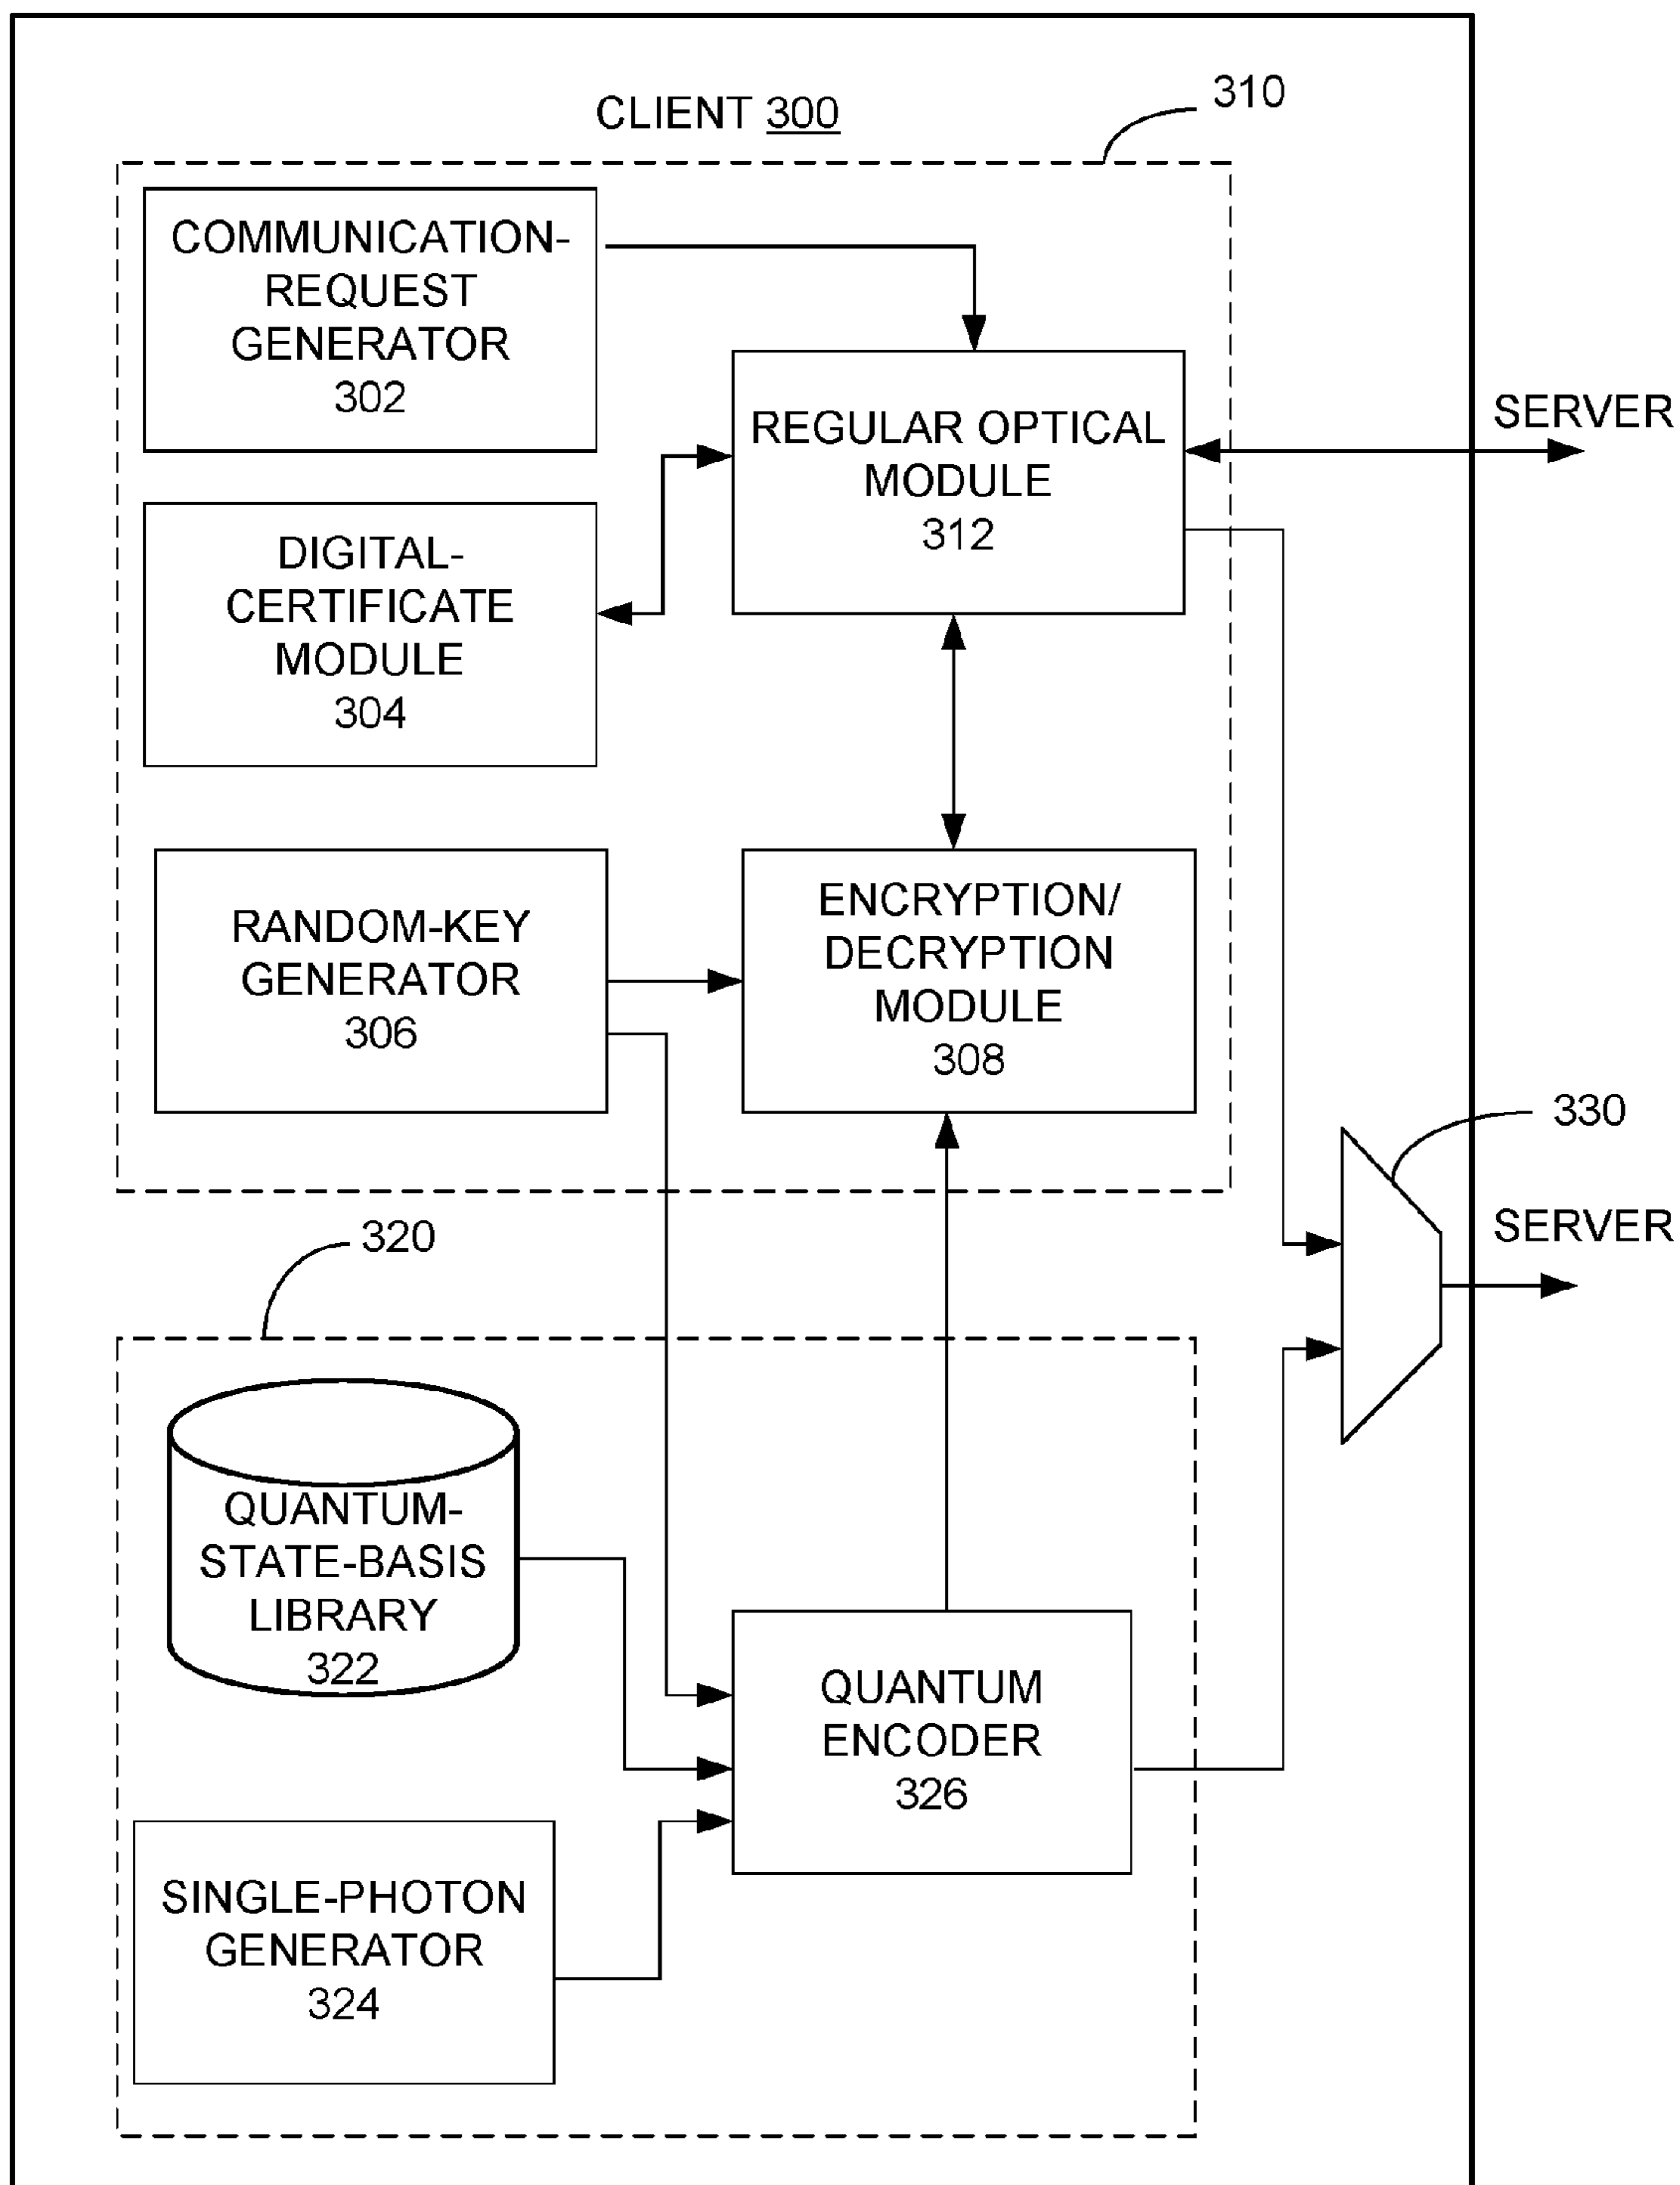 CLIENT 300
310
COMMUNICATION-
REQUEST
GENERATOR
302
REGULAR OPTICAL
MODULE
312
SERVER
DIGITAL-
CERTIFICATE
MODULE
304
RANDOM-KEY
GENERATOR
306
ENCRYPTION/
DECRYPTION
MODULE
308
330
SERVER
320
QUANTUM-
STATE-BASIS
LIBRARY
322
QUANTUM
ENCODER
326
SINGLE-PHOTON
GENERATOR
324